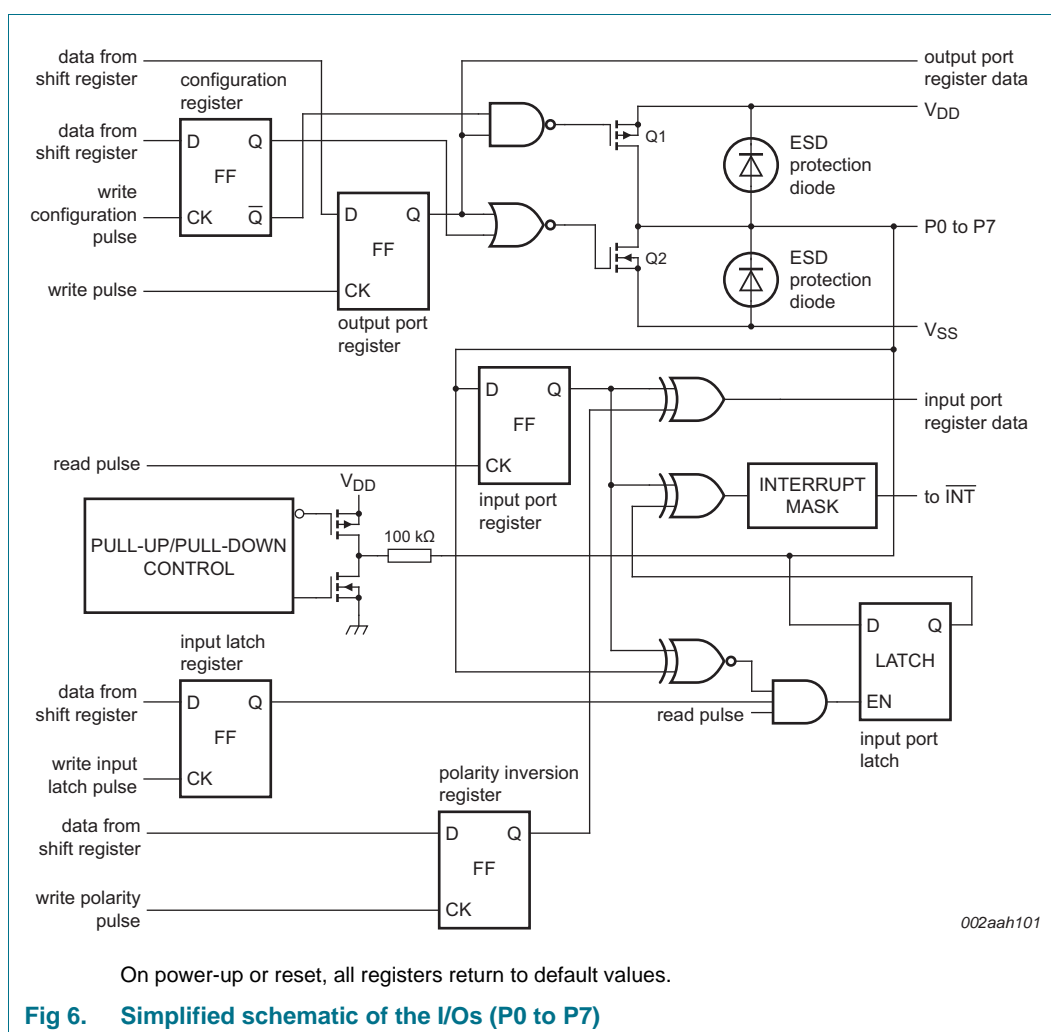 data from
shift register
configuration
register
output port
register data
data from
shift register
D
Q
FF
CK
Q
write
configuration
pulse
VDD
Q1
ESD
protection
diode
D
Q
FF
CK
output port
register
write pulse
P0 to P7
Q2
ESD
protection
diode
VSS
D
Q
FF
CK
input port
register
input port
register data
read pulse
VDD
PULL-UP/PULL-DOWN
CONTROL
100 kΩ
INTERRUPT
MASK
to INT
input latch
register
data from
shift register
D
Q
FF
CK
write input
latch pulse
read pulse
D
Q
LATCH
EN
input port
latch
polarity inversion
register
data from
shift register
D
Q
FF
CK
write polarity
pulse
002aah101
On power-up or reset, all registers return to default values.
Fig 6. Simplified schematic of the I/Os (P0 to P7)